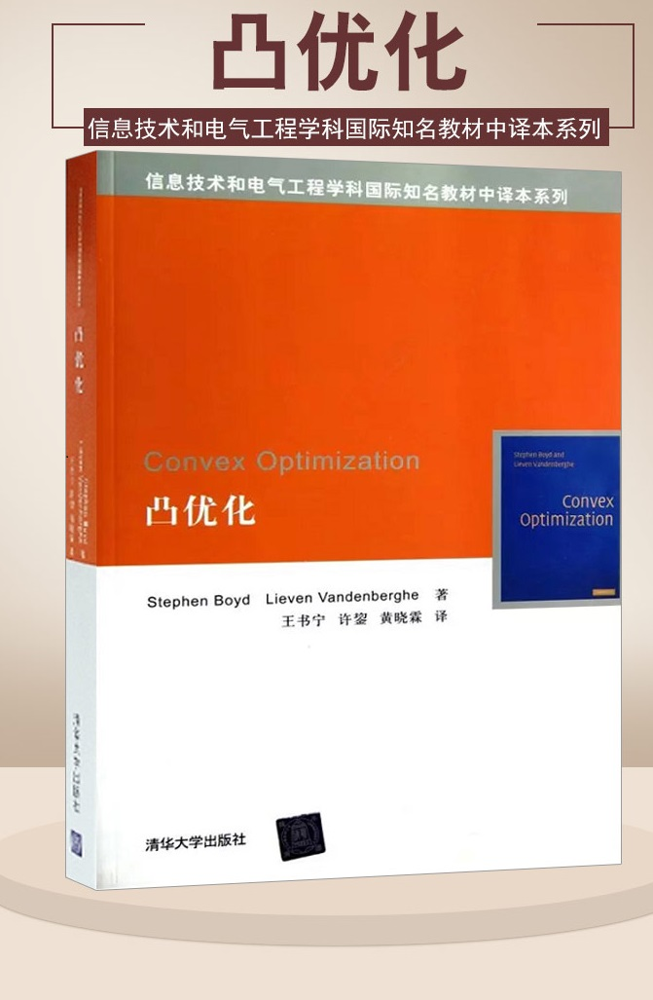 凸优化
信息技术和电气工程学科国际知名教材中译本系列
信息技术和电气工程学科国际知名教材中译本系列
凸优化
Convex Optimization
凸优化
Stephen Boyd and
Lieven Vandenberghe
Convex
Optimization
Stephen Boyd Lieven Vandenberghe 著
王书宁 许鋆 黄晓霖 译
清华大学出版社
清华大学出版社